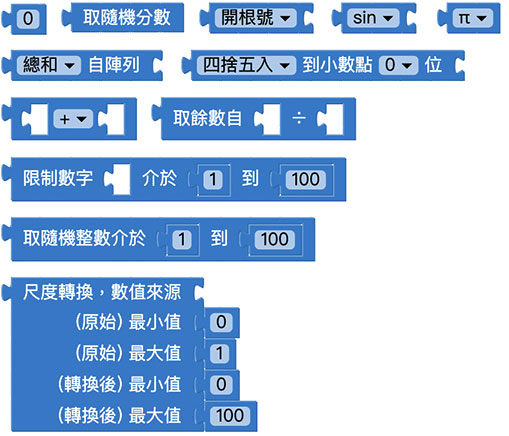 0 取隨機分數 開根號 sin π
總和 自陣列 四捨五入 到小數點 0 位
+ 取餘數自 ÷
限制數字 介於 1 到 100
取隨機整數介於 1 到 100
尺度轉換，數值來源
(原始) 最小值 0
(原始) 最大值 1
(轉換後) 最小值 0
(轉換後) 最大值 100